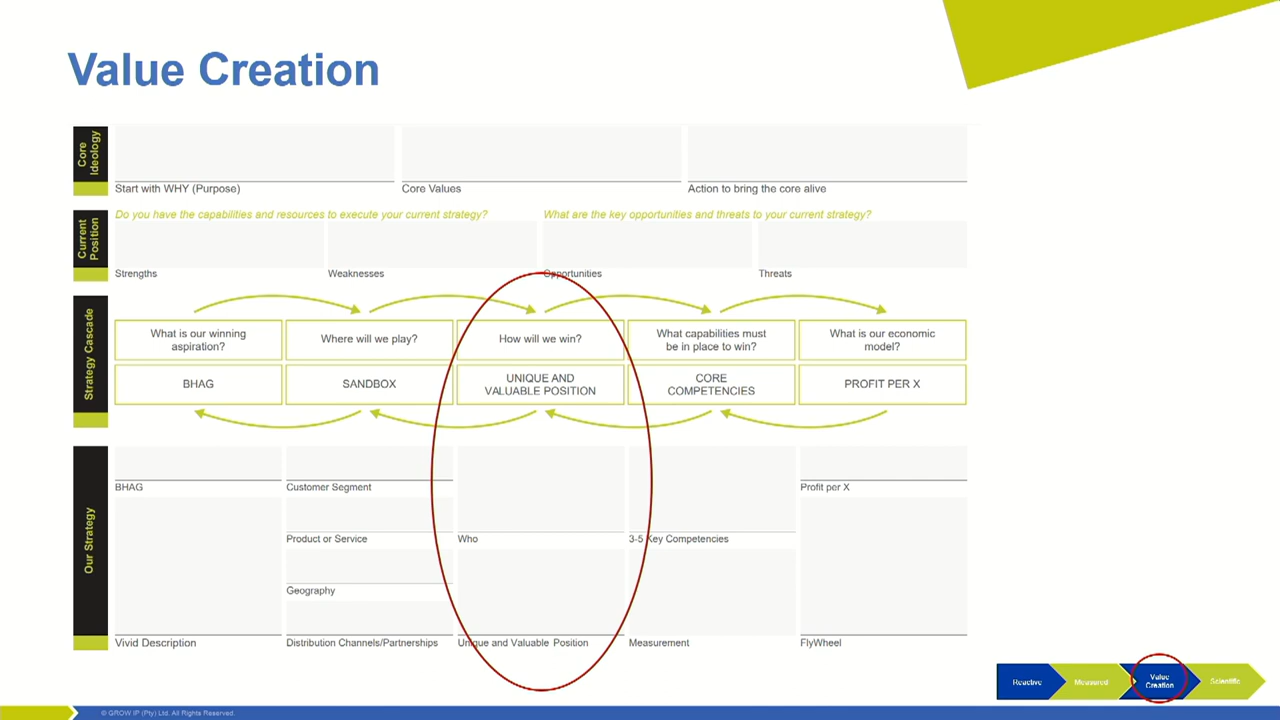 Value Creation
Core
Ideology
Start with WHY (Purpose)
Core Values
Action to bring the core alive
Current
Position
Do you have the capabilities and resources to execute your current strategy?
What are the key opportunities and threats to your current strategy?
Strengths
Weaknesses
Opportunities
Threats
Strategy Cascade
What is our winning
aspiration?
Where will we play?
How will we win?
What capabilities must
be in place to win?
What is our economic
model?
BHAG
SANDBOX
UNIQUE AND
VALUABLE POSITION
CORE
COMPETENCIES
PROFIT PER X
Our Strategy
BHAG
Customer Segment
Profit per X
Product or Service
Who
3-5 Key Competencies
Geography
Vivid Description
Distribution Channels/Partnerships
Unique and Valuable Position
Measurement
FlyWheel
Reactive
Measured
Value
Creation
Scientific
© GROW IP (Pty) Ltd. All Rights Reserved.